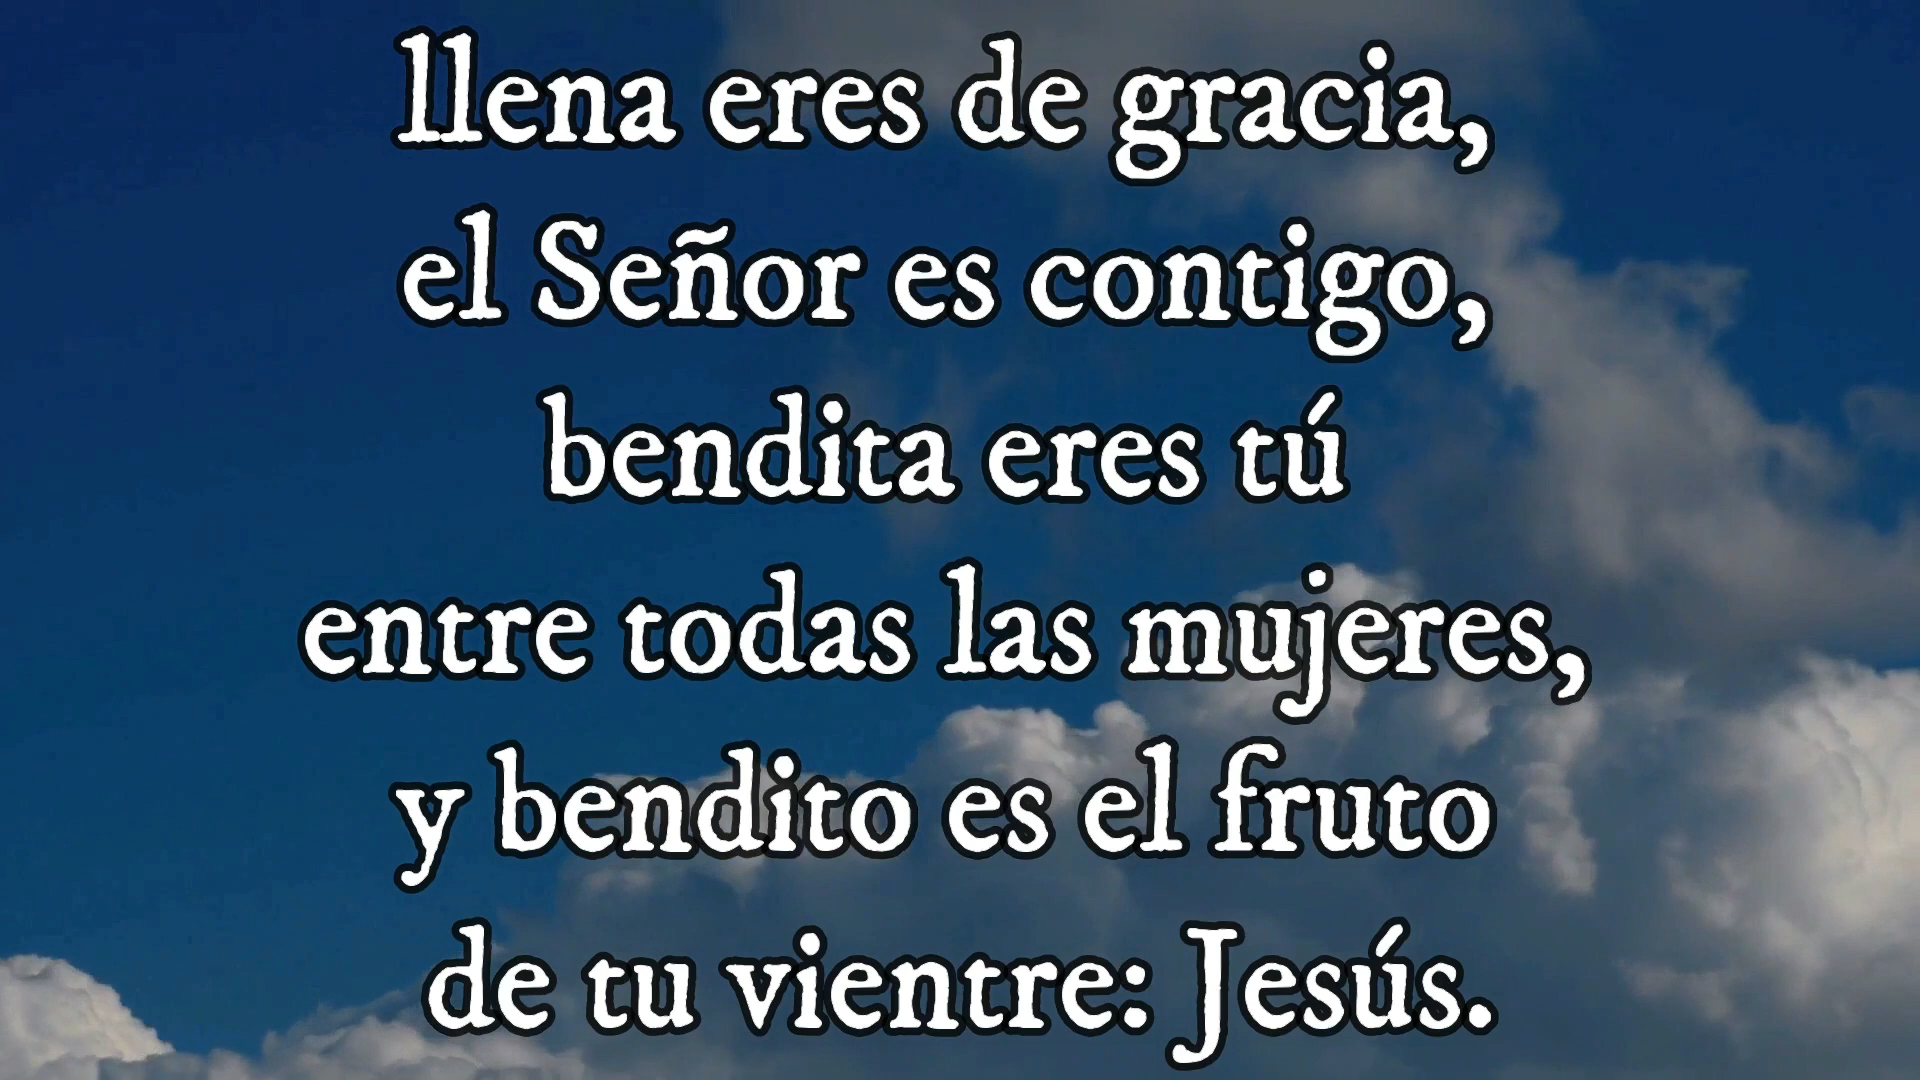 llena eres de gracia,
el Señor es contigo,
bendita eres tú
entre todas las mujeres,
y bendito es el fruto
de tu vientre: Jesús.